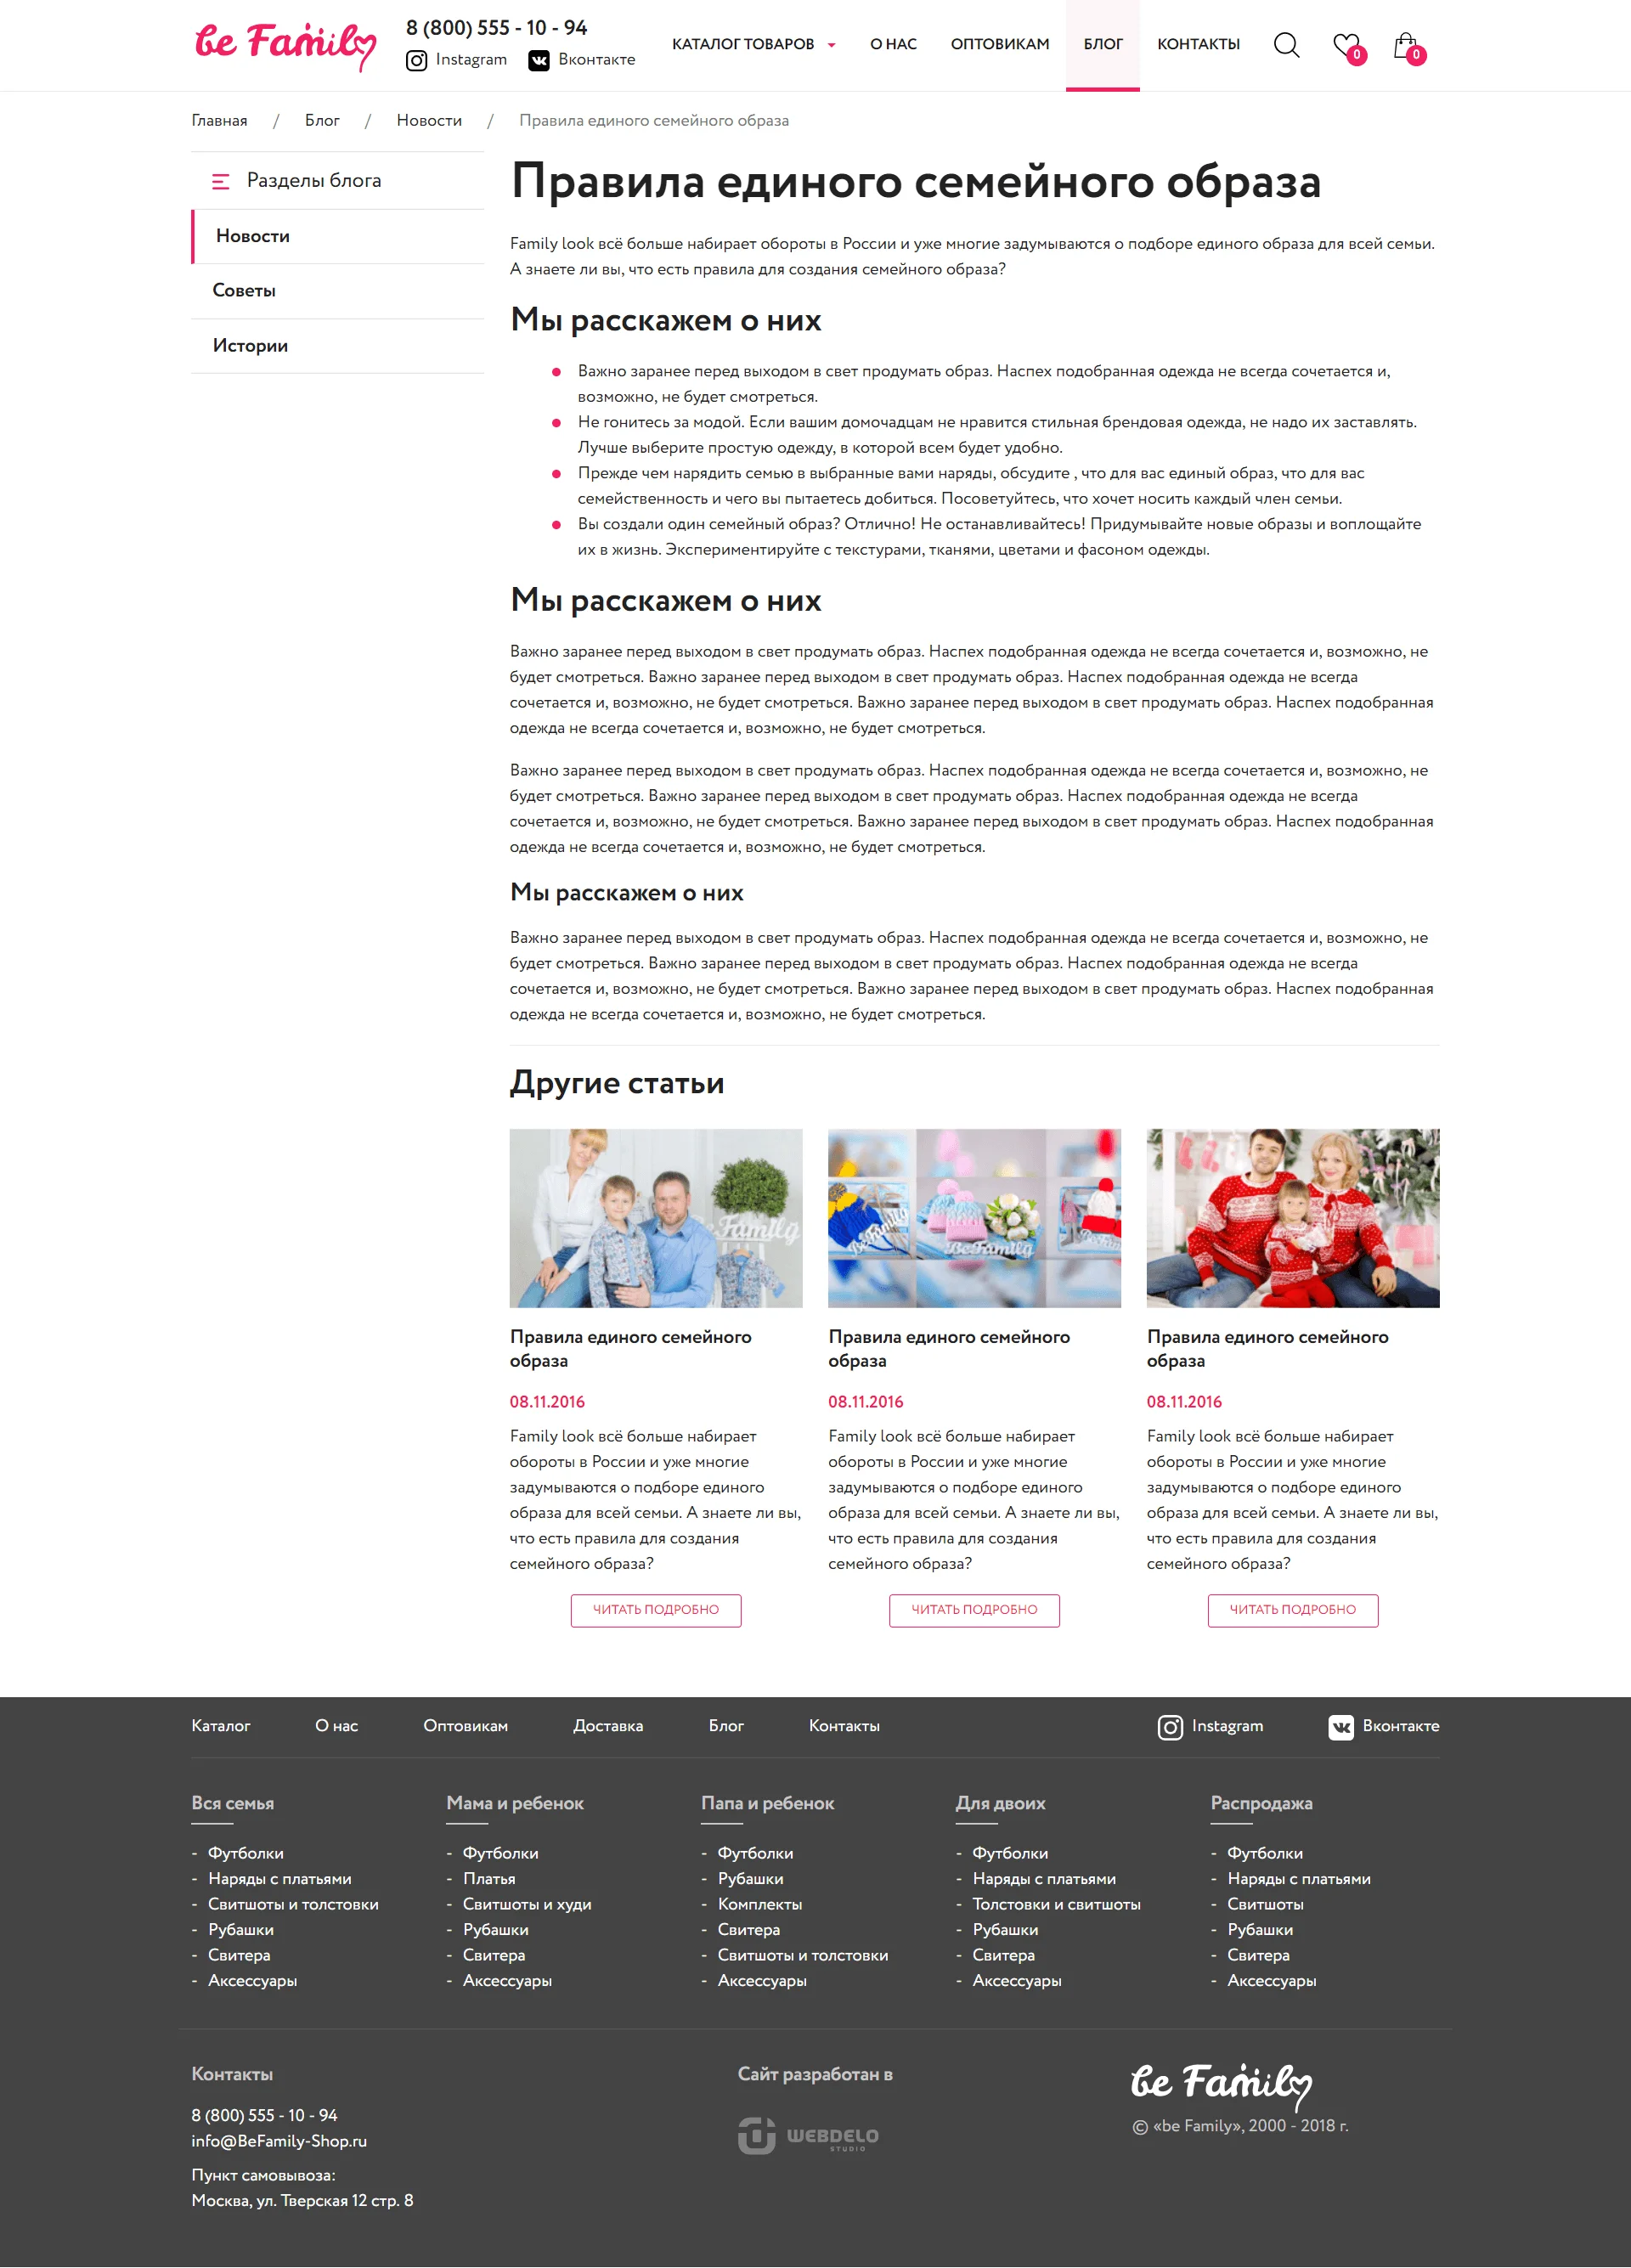 be Family
8 (800) 555 - 10 - 94
Instagram Вконтакте
КАТАЛОГ ТОВАРОВ О НАС ОПТОВИКАМ БЛОГ КОНТАКТЫ 0 0
Главная / Блог / Новости / Правила единого семейного образа
Разделы блога
Новости
Советы
Истории
Правила единого семейного образа
Family look всё больше набирает обороты в России и уже многие задумываются о подборе единого образа для всей семьи.
А знаете ли вы, что есть правила для создания семейного образа?
Мы расскажем о них
Важно заранее перед выходом в свет продумать образ. Наспех подобранная одежда не всегда сочетается и,
возможно, не будет смотреться.
Не гонитесь за модой. Если вашим домочадцам не нравится стильная брендовая одежда, не надо их заставлять.
Лучше выберите простую одежду, в которой всем будет удобно.
Прежде чем нарядить семью в выбранные вами наряды, обсудите , что для вас единый образ, что для вас
семейственность и чего вы пытаетесь добиться. Посоветуйтесь, что хочет носить каждый член семьи.
Вы создали один семейный образ? Отлично! Не останавливайтесь! Придумывайте новые образы и воплощайте
их в жизнь. Экспериментируйте с текстурами, тканями, цветами и фасоном одежды.
Мы расскажем о них
Важно заранее перед выходом в свет продумать образ. Наспех подобранная одежда не всегда сочетается и, возможно, не
будет смотреться. Важно заранее перед выходом в свет продумать образ. Наспех подобранная одежда не всегда
сочетается и, возможно, не будет смотреться. Важно заранее перед выходом в свет продумать образ. Наспех подобранная
одежда не всегда сочетается и, возможно, не будет смотреться.
Важно заранее перед выходом в свет продумать образ. Наспех подобранная одежда не всегда сочетается и, возможно, не
будет смотреться. Важно заранее перед выходом в свет продумать образ. Наспех подобранная одежда не всегда
сочетается и, возможно, не будет смотреться. Важно заранее перед выходом в свет продумать образ. Наспех подобранная
одежда не всегда сочетается и, возможно, не будет смотреться.
Мы расскажем о них
Важно заранее перед выходом в свет продумать образ. Наспех подобранная одежда не всегда сочетается и, возможно, не
будет смотреться. Важно заранее перед выходом в свет продумать образ. Наспех подобранная одежда не всегда
сочетается и, возможно, не будет смотреться. Важно заранее перед выходом в свет продумать образ. Наспех подобранная
одежда не всегда сочетается и, возможно, не будет смотреться.
Другие статьи
Family
BeFamily
BeFamily
Правила единого семейного
образа
08.11.2016
Family look всё больше набирает
обороты в России и уже многие
задумываются о подборе единого
образа для всей семьи. А знаете ли вы,
что есть правила для создания
семейного образа?
ЧИТАТЬ ПОДРОБНО
Правила единого семейного
образа
08.11.2016
Family look всё больше набирает
обороты в России и уже многие
задумываются о подборе единого
образа для всей семьи. А знаете ли вы,
что есть правила для создания
семейного образа?
ЧИТАТЬ ПОДРОБНО
Правила единого семейного
образа
08.11.2016
Family look всё больше набирает
обороты в России и уже многие
задумываются о подборе единого
образа для всей семьи. А знаете ли вы,
что есть правила для создания
семейного образа?
ЧИТАТЬ ПОДРОБНО
Каталог О нас Оптовикам Доставка Блог Контакты Instagram Вконтакте
Вся семья
- Футболки
- Наряды с платьями
- Свитшоты и толстовки
- Рубашки
- Свитера
- Аксессуары
Мама и ребенок
- Футболки
- Платья
- Свитшоты и худи
- Рубашки
- Свитера
- Аксессуары
Папа и ребенок
- Футболки
- Рубашки
- Комплекты
- Свитера
- Свитшоты и толстовки
- Аксессуары
Для двоих
- Футболки
- Наряды с платьями
- Толстовки и свитшоты
- Рубашки
- Свитера
- Аксессуары
Распродажа
- Футболки
- Наряды с платьями
- Свитшоты
- Рубашки
- Свитера
- Аксессуары
Контакты
8 (800) 555 - 10 - 94
info@BeFamily-Shop.ru
Пункт самовывоза:
Москва, ул. Тверская 12 стр. 8
Сайт разработан в
WEBDELO
STUDIO
be Family
© «be Family», 2000 - 2018 г.